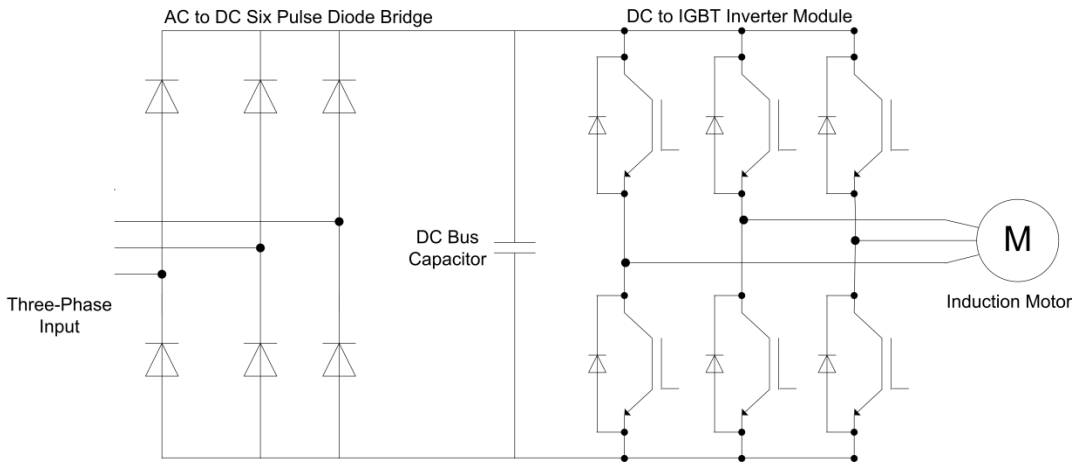 AC to DC Six Pulse Diode Bridge
DC to IGBT Inverter Module
DC Bus
Capacitor
M
Three-Phase
Input
Induction Motor